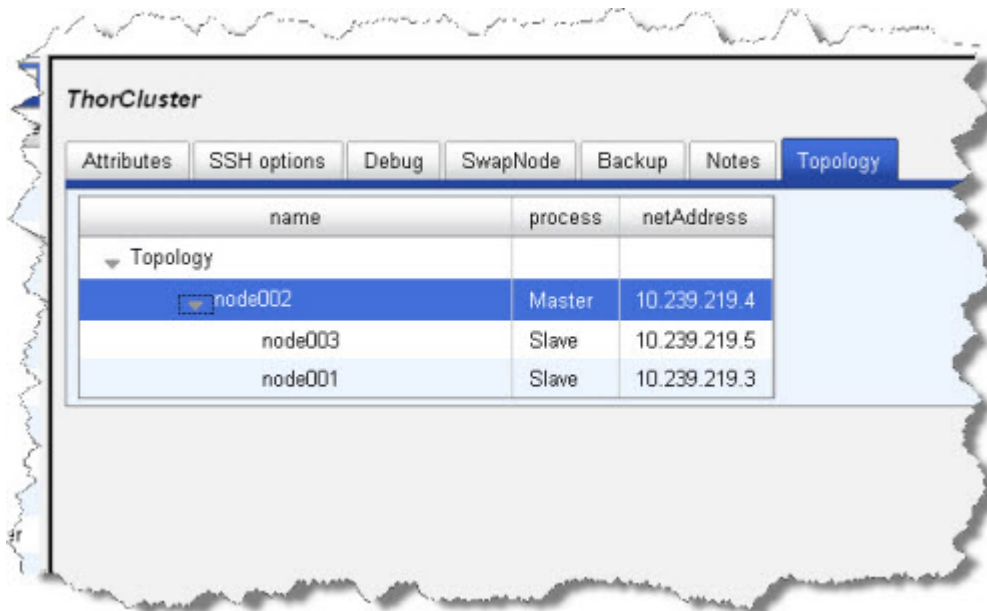 ThorCluster
Attributes SSH options Debug SwapNode Backup Notes Topology
name process netAddress
Topology
node002 Master 10.239.219.4
node003 Slave 10.239.219.5
node001 Slave 10.239.219.3